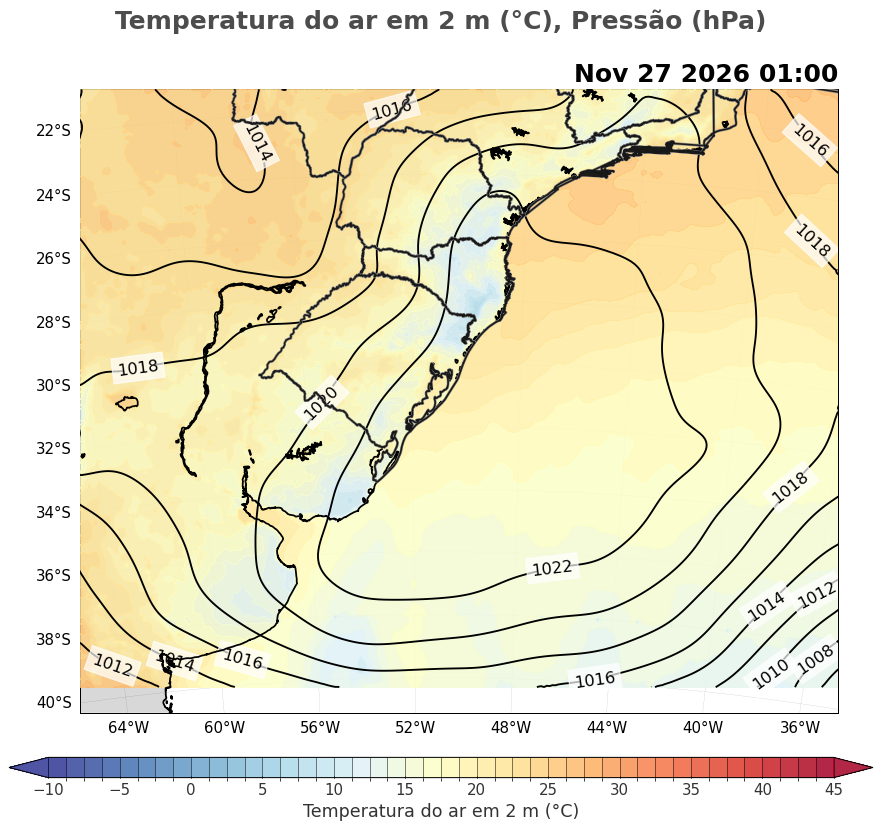 Temperatura do ar em 2 m (°C), Pressão (hPa)
Nov 27 2026 01:00
1016
1014
1016
1018
1018
1020
1018
1022
1014
1012
1012
1014
1016
1016
1010
1008
22°S
24°S
26°S
28°S
30°S
32°S
34°S
36°S
38°S
40°S
64°W 60°W 56°W 52°W 48°W 44°W 40°W 36°W
−10 −5 0 5 10 15 20 25 30 35 40 45
Temperatura do ar em 2 m (°C)